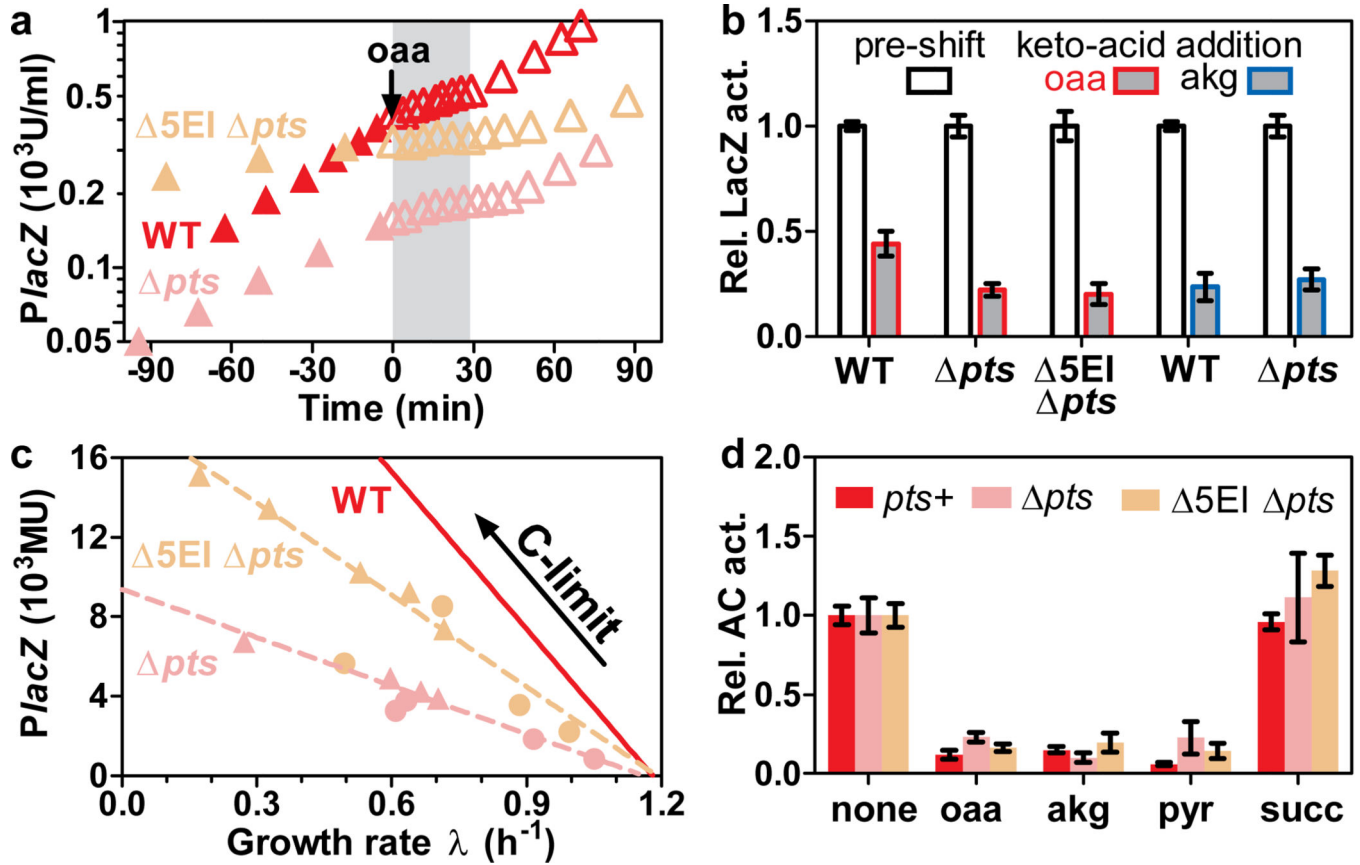 a
PlacZ (10³U/ml)
1
0.5
0.2
0.1
0.05
oaa
Δ5EI Δpts
WT
Δpts
-90 -60 -30 0 30 60 90
Time (min)
b
Rel. LacZ act.
1.0
0.5
0.0
pre-shift keto-acid addition
oaa akg
WT Δpts Δ5EI Δpts WT Δpts
c
PlacZ (10³MU)
16
12
8
4
0
WT
C-limit
Δ5EI Δpts
Δpts
0.0 0.3 0.6 0.9 1.2
Growth rate λ (h⁻¹)
d
Rel. AC act.
2.0
1.5
1.0
0.5
0.0
pts+ Δpts Δ5EI Δpts
none oaa akg pyr succ